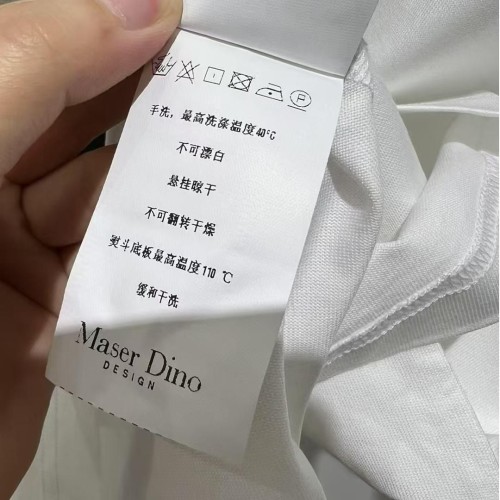 P
手洗，最高洗涤温度40℃
不可漂白
悬挂晾干
不可翻转干燥
熨斗底板最高温度110℃
缓和干洗
Maser Dino
DESIGN